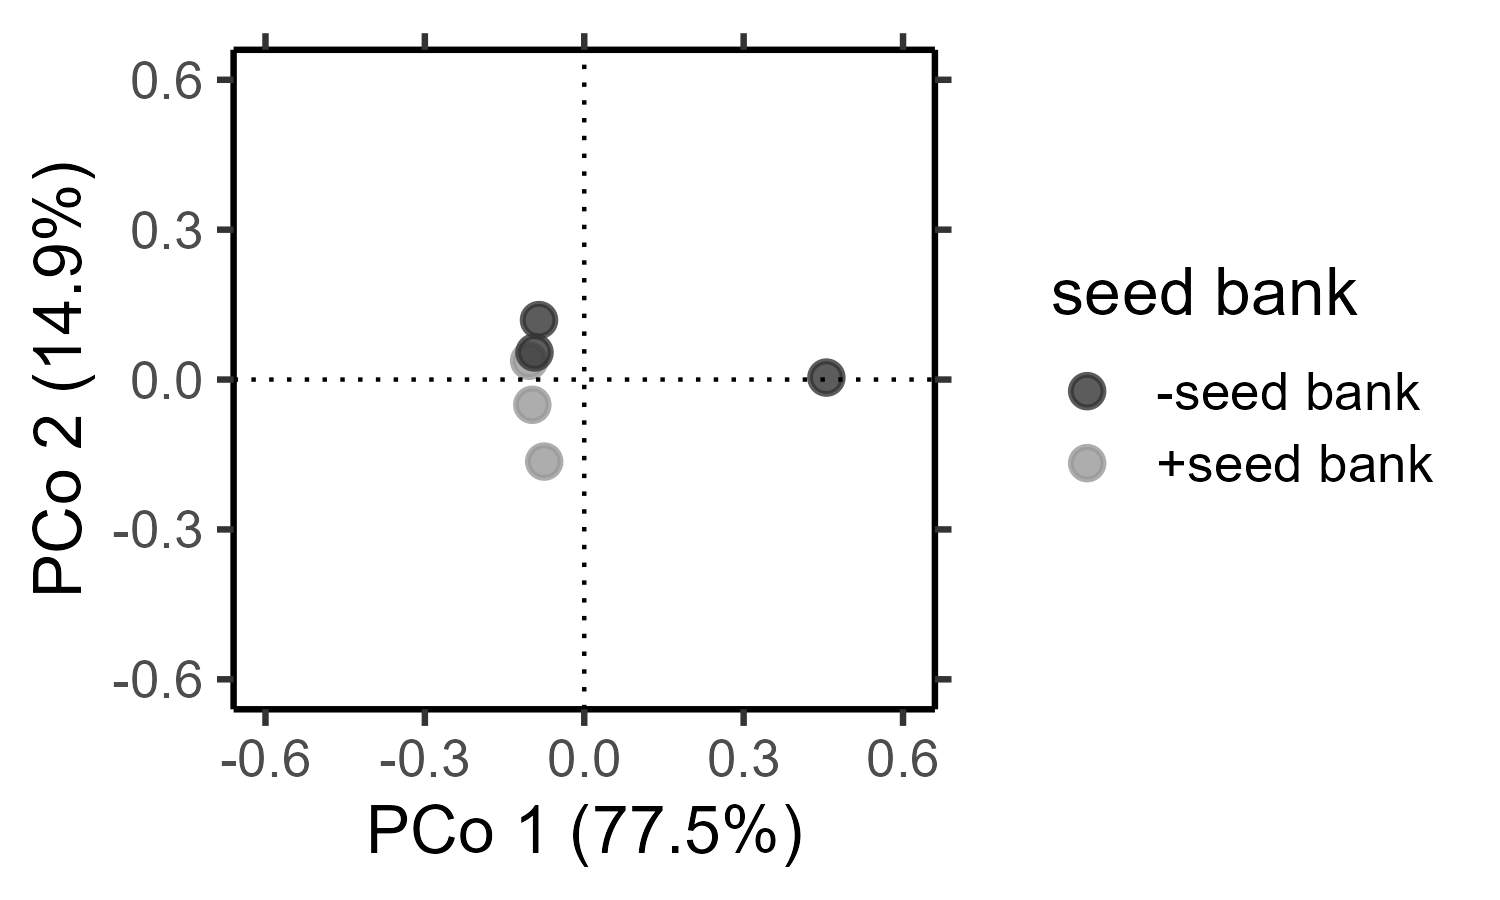 0.6
0.3
0.0
-0.3
-0.6
PCo 2 (14.9%)
-0.6 -0.3 0.0 0.3 0.6
PCo 1 (77.5%)
seed bank
-seed bank
+seed bank